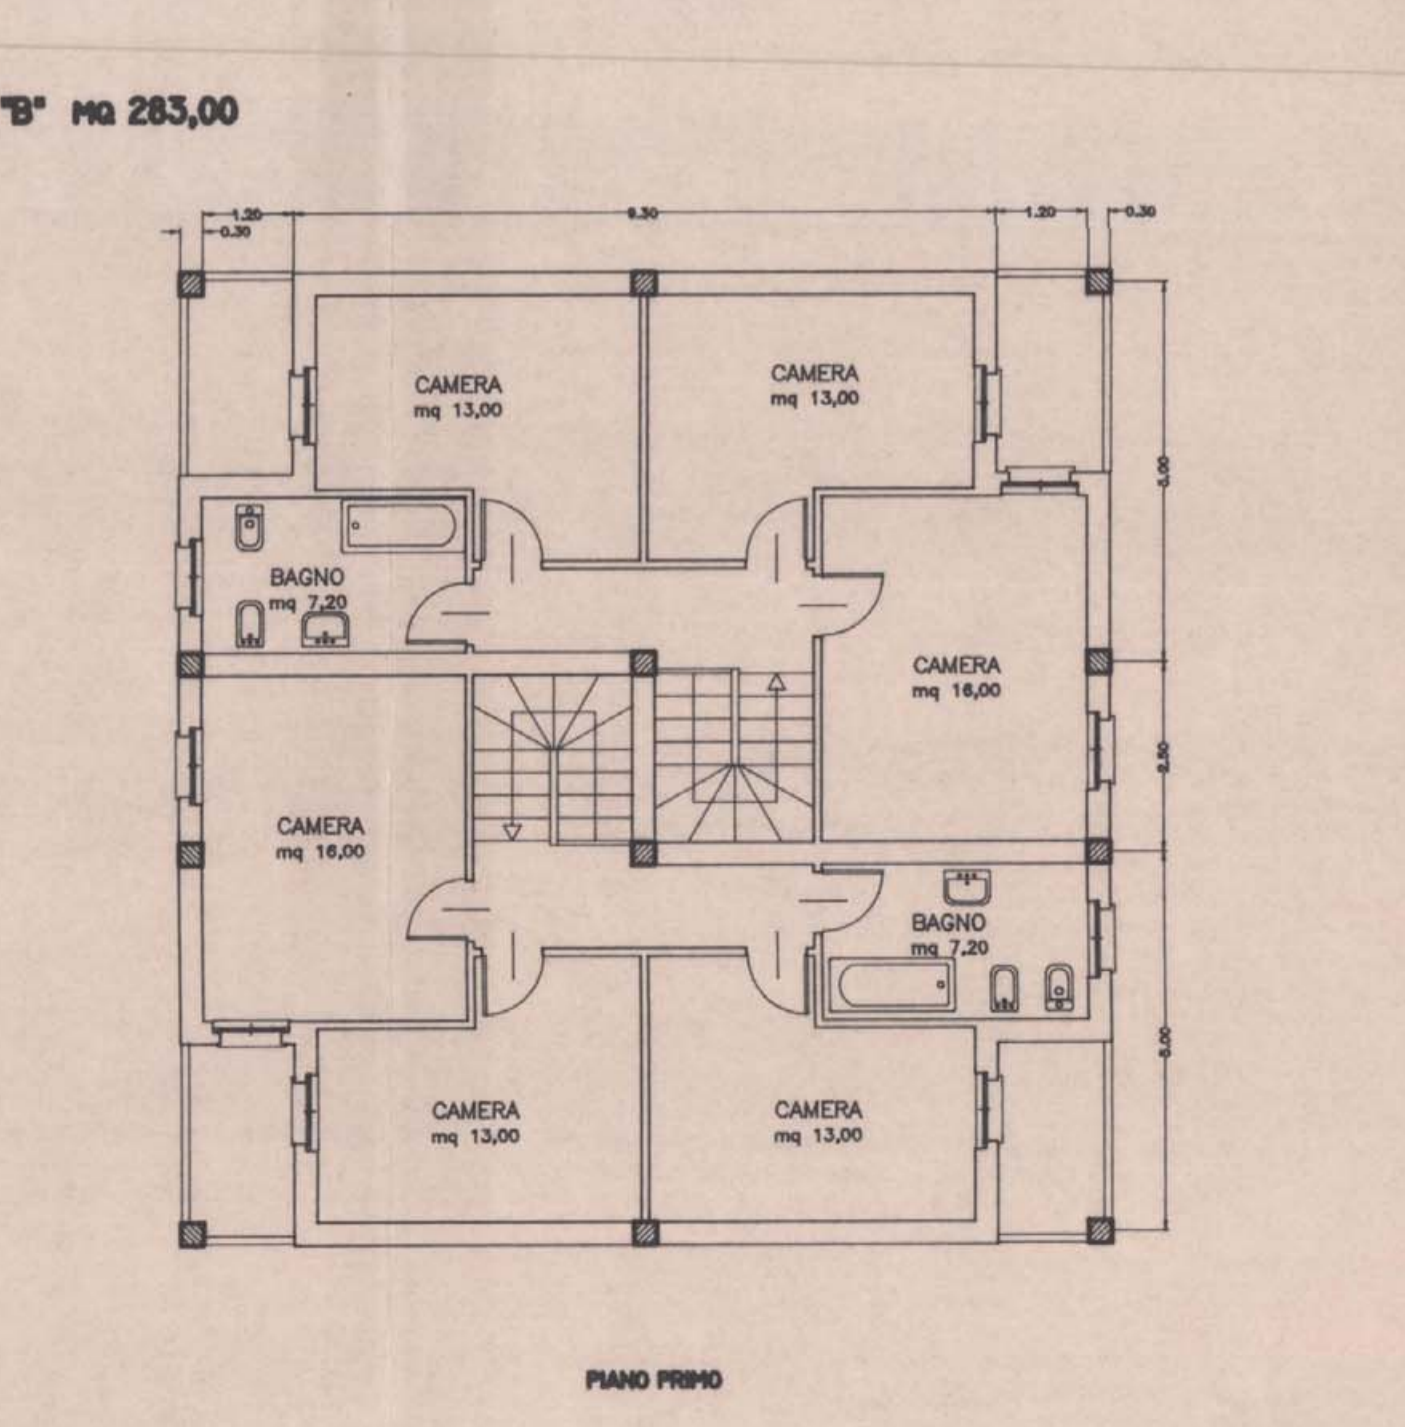 "B" MQ 283,00
1.20 9.30 1.20 0.30
0.30
CAMERA
mq 13,00
CAMERA
mq 13,00
5.00
BAGNO
mq 7,20
CAMERA
mq 16,00
2.50
CAMERA
mq 16,00
BAGNO
mq 7,20
5.00
CAMERA
mq 13,00
CAMERA
mq 13,00
PIANO PRIMO